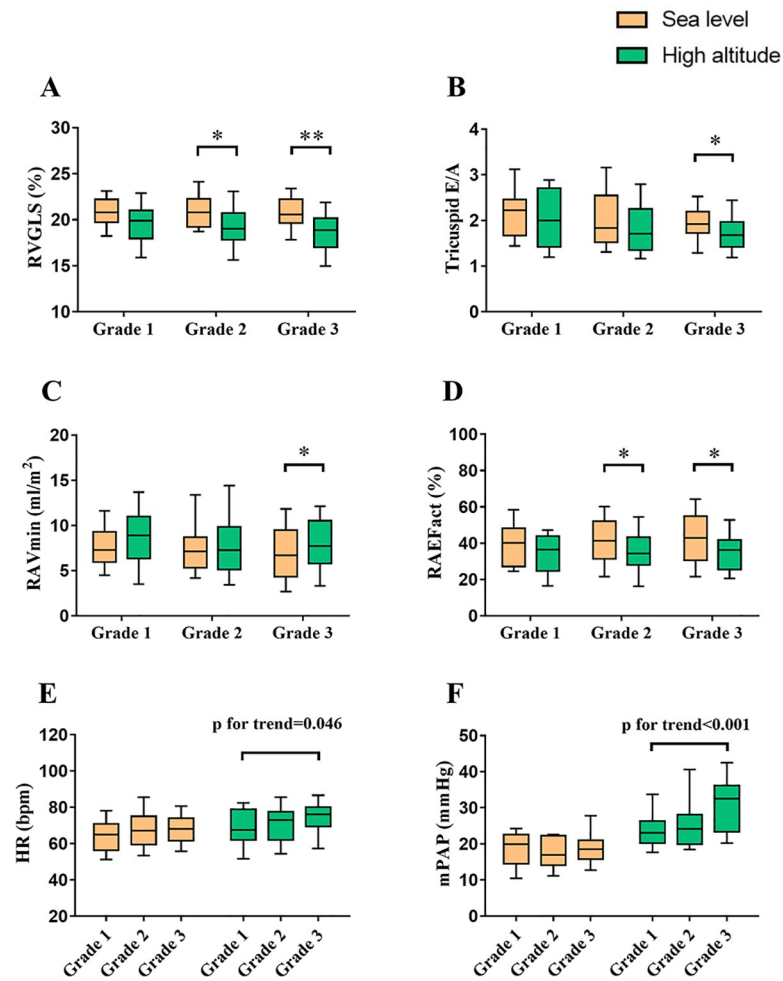 Sea level
High altitude
A
RVGLS (%)
30
25
20
15
10
*
**
Grade 1
Grade 2
Grade 3
B
Tricuspid E/A
4
3
2
1
0
*
Grade 1
Grade 2
Grade 3
C
RAVmin (ml/m²)
20
15
10
5
0
*
Grade 1
Grade 2
Grade 3
D
RAEFact (%)
100
80
60
40
20
0
*
*
Grade 1
Grade 2
Grade 3
E
HR (bpm)
120
100
80
60
40
20
p for trend=0.046
Grade 1
Grade 2
Grade 3
Grade 1
Grade 2
Grade 3
F
mPAP (mmHg)
50
40
30
20
10
0
p for trend<0.001
Grade 1
Grade 2
Grade 3
Grade 1
Grade 2
Grade 3